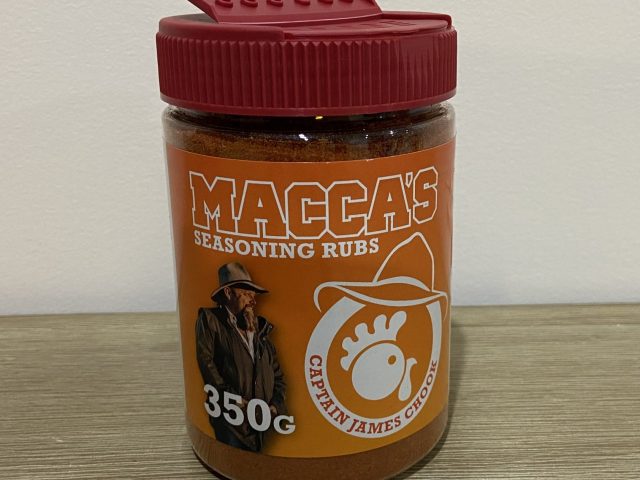 MACCA'S
SEASONING RUBS
CAPTAIN JAMES CHOOK
350G